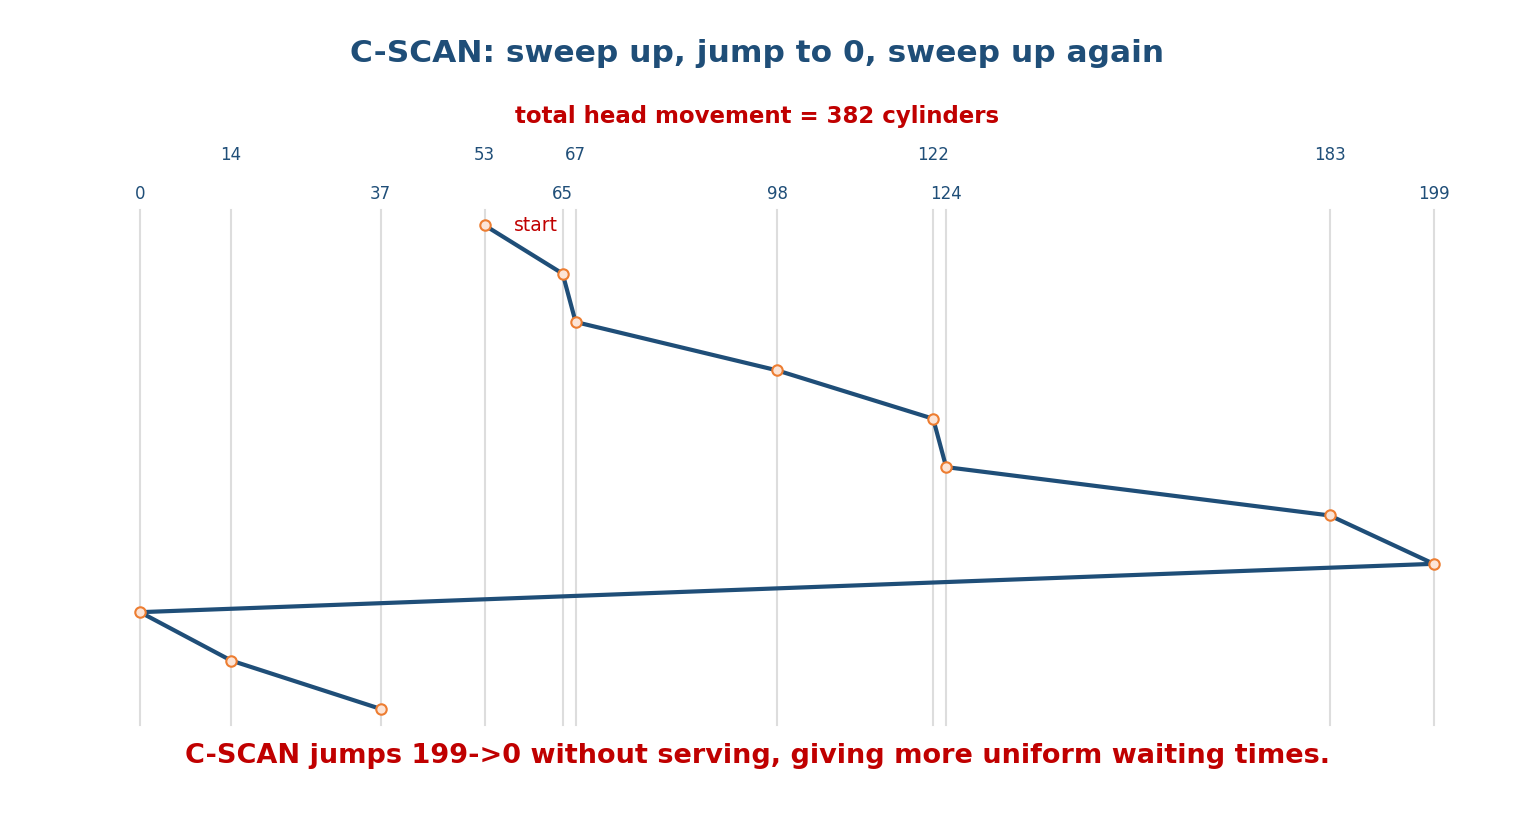 C-SCAN: sweep up, jump to 0, sweep up again
total head movement = 382 cylinders
14 53 67 122 183
0 37 65 98 124 199
start
C-SCAN jumps 199->0 without serving, giving more uniform waiting times.